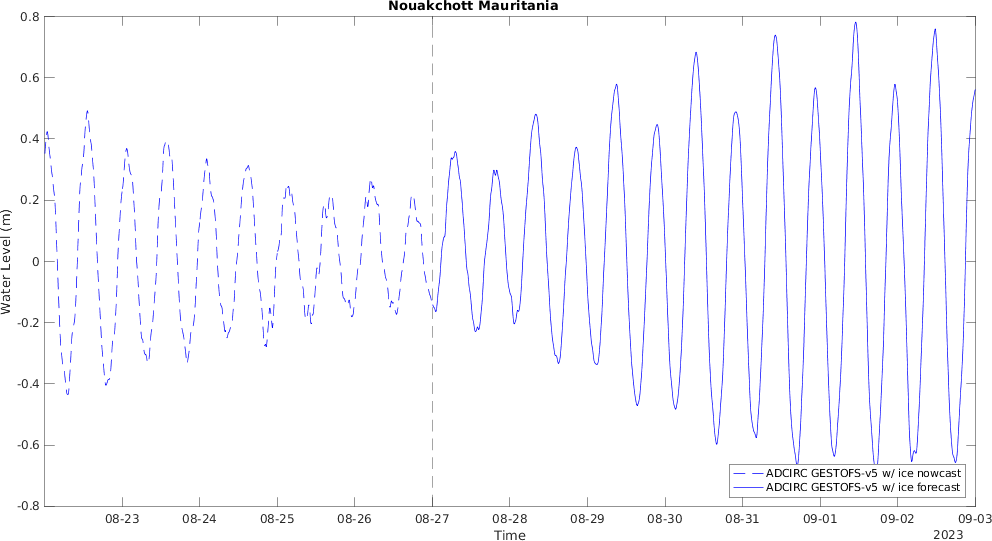 Nouakchott Mauritania
0.8
0.6
0.4
0.2
0
-0.2
-0.4
-0.6
-0.8
Water Level (m)
08-23 08-24 08-25 08-26 08-27 08-28 08-29 08-30 08-31 09-01 09-02 09-03
Time
2023
ADCIRC GESTOFS-v5 w/ ice nowcast
ADCIRC GESTOFS-v5 w/ ice forecast